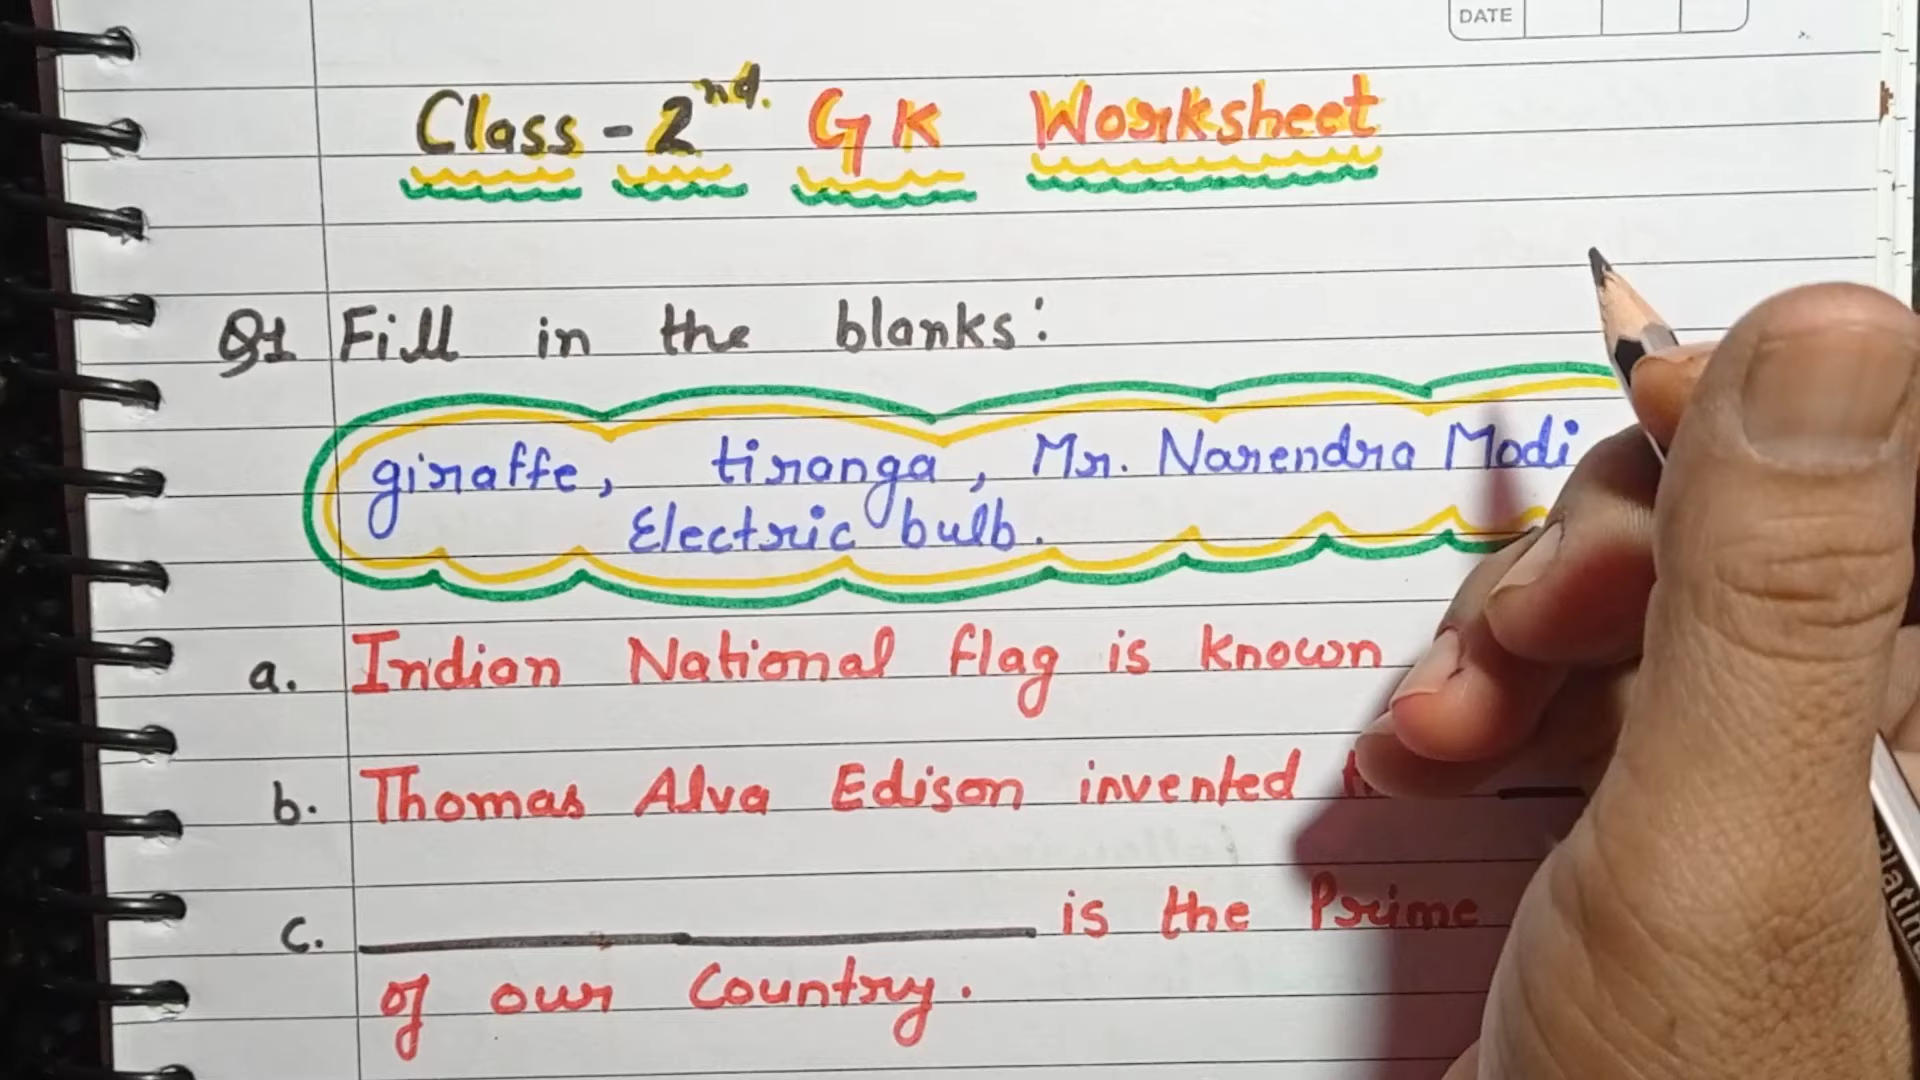 DATE
Class - 2nd. GK Worksheet
Q1 Fill in the blanks:
giraffe, tiranga, Mr. Narendra Modi
Electric bulb.
a. Indian National flag is known
b. Thomas Alva Edison invented
c. ________ is the Prime
of our Country.